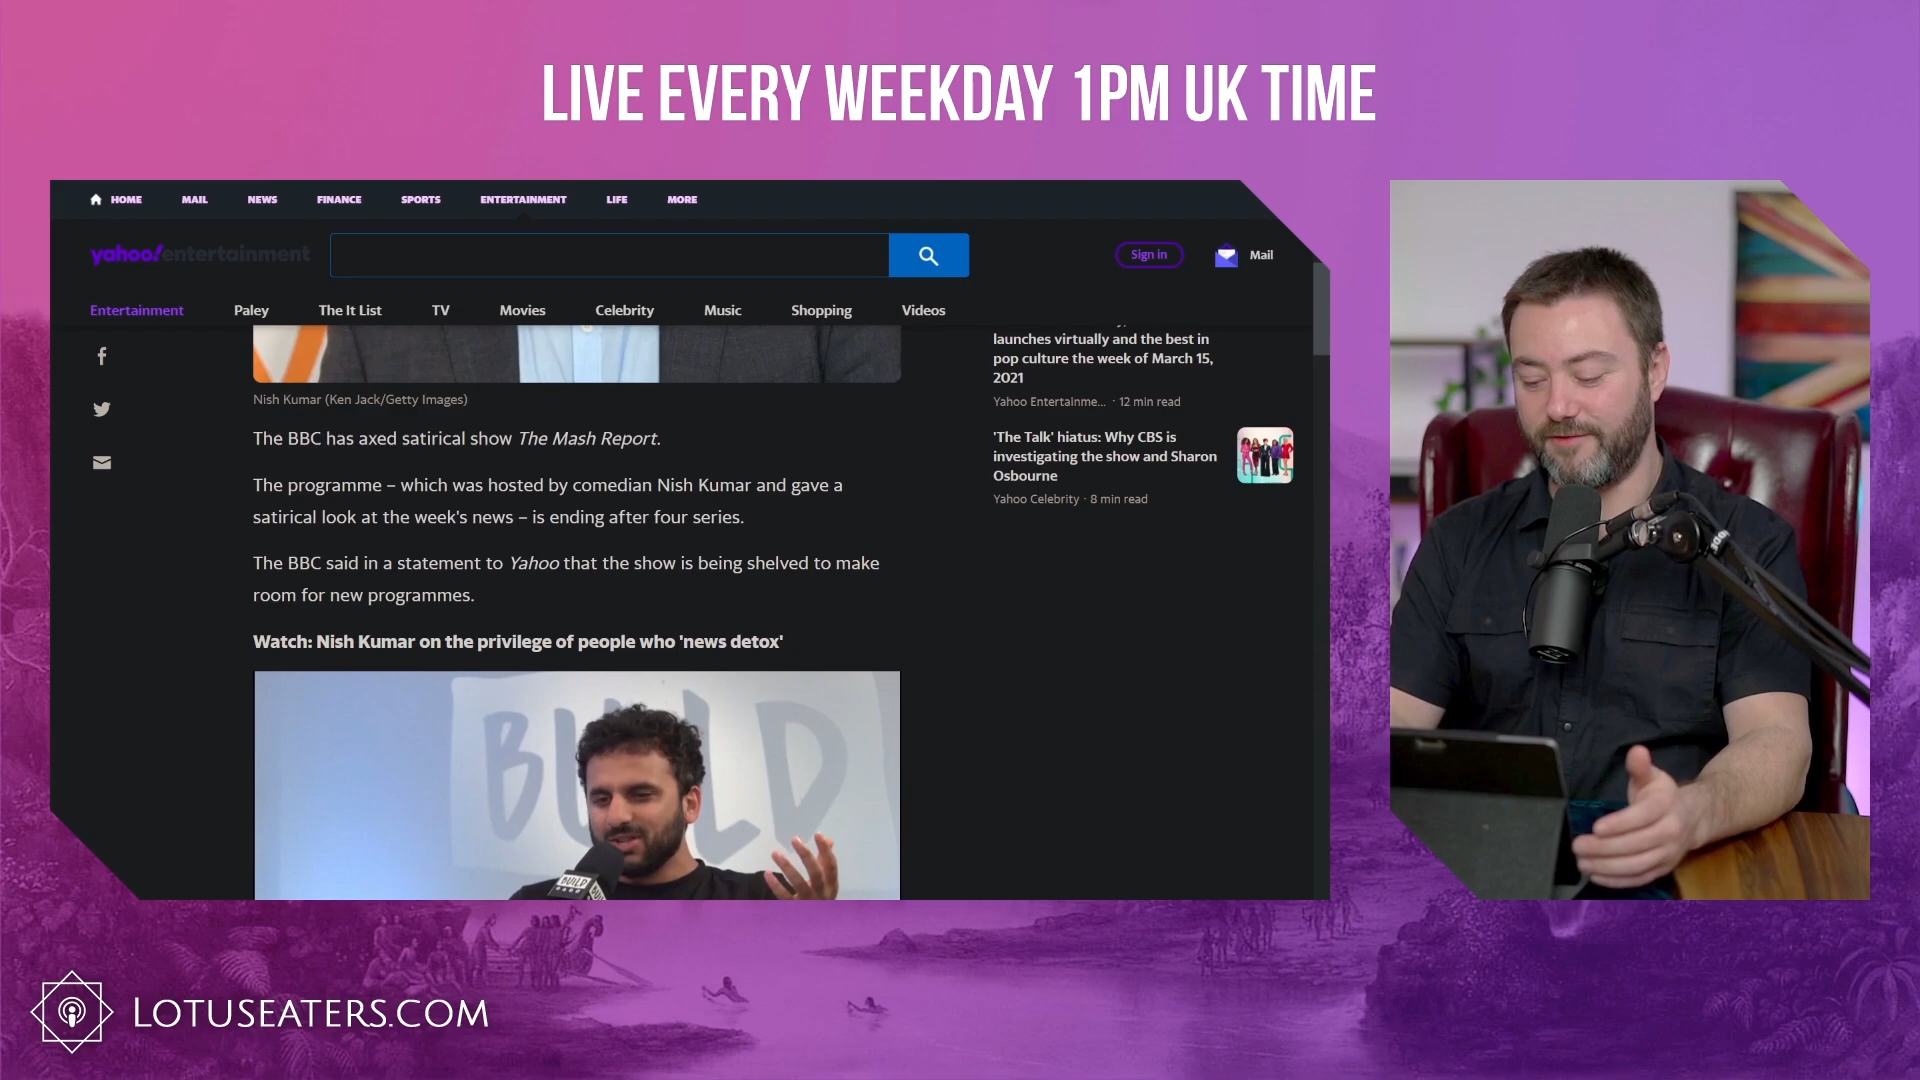 LIVE EVERY WEEKDAY 1PM UK TIME
HOME MAIL NEWS FINANCE SPORTS ENTERTAINMENT LIFE MORE
yahoo!entertainment
Sign in
Mail
Entertainment Paley The It List TV Movies Celebrity Music Shopping Videos
launches virtually and the best in
pop culture the week of March 15,
2021
Yahoo Entertainme... · 12 min read
'The Talk' hiatus: Why CBS is
investigating the show and Sharon
Osbourne
Yahoo Celebrity · 8 min read
Nish Kumar (Ken Jack/Getty Images)
The BBC has axed satirical show The Mash Report.
The programme – which was hosted by comedian Nish Kumar and gave a
satirical look at the week's news – is ending after four series.
The BBC said in a statement to Yahoo that the show is being shelved to make
room for new programmes.
Watch: Nish Kumar on the privilege of people who 'news detox'
BUILD
BUILD
LOTUSEATERS.COM